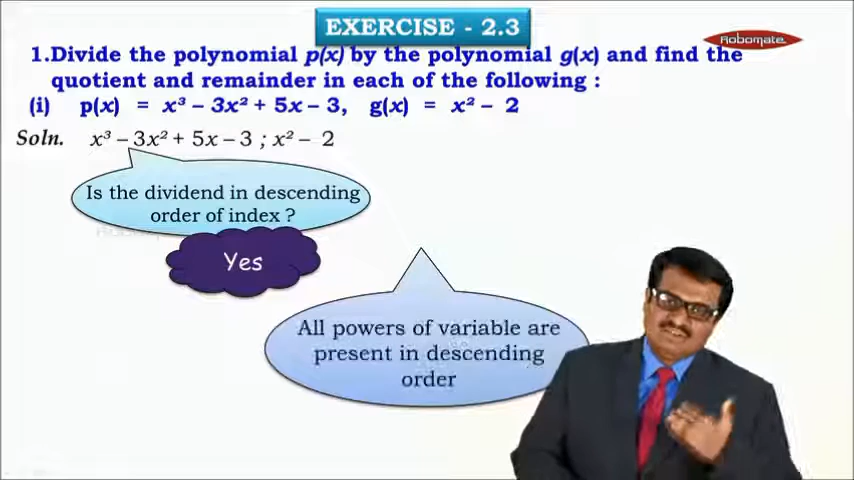 EXERCISE - 2.3
Robomate
1.Divide the polynomial p(x) by the polynomial g(x) and find the
quotient and remainder in each of the following :
(i) p(x) = x³ – 3x² + 5x – 3, g(x) = x² – 2
Soln. x³ – 3x² + 5x – 3 ; x² – 2
Is the dividend in descending
order of index ?
Yes
All powers of variable are
present in descending
order